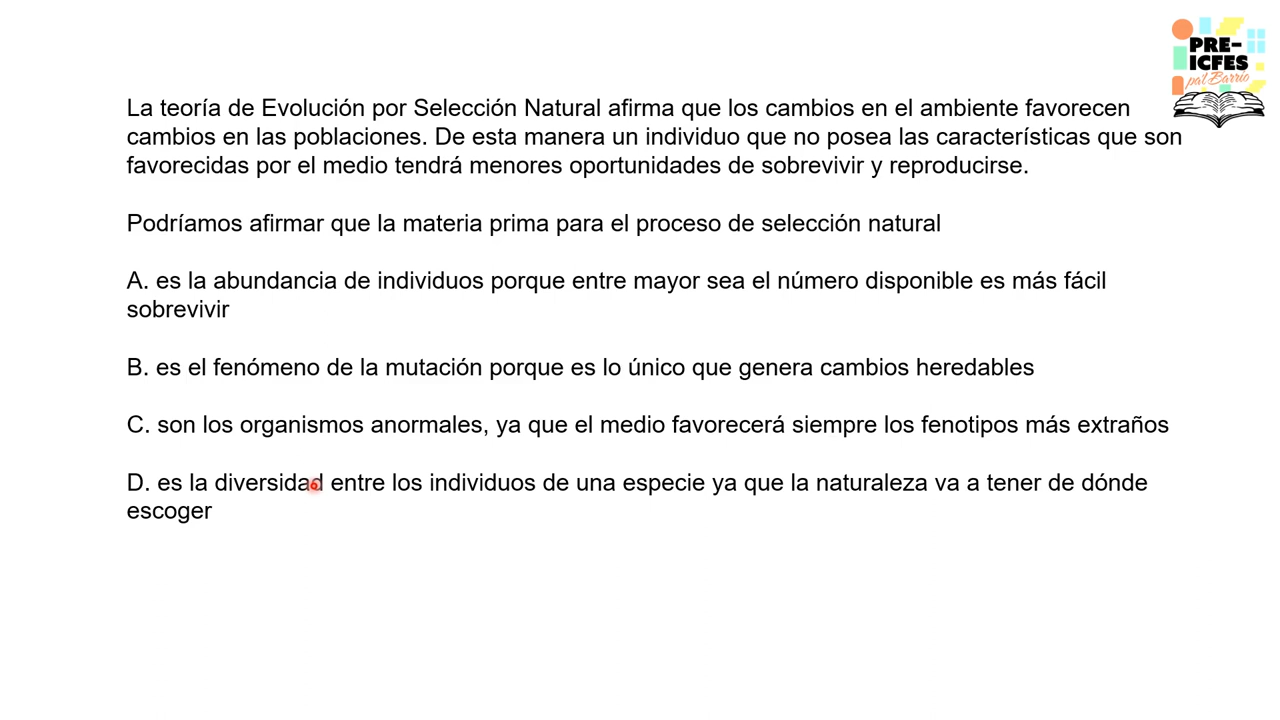 PRE-
ICFES
pa'l Barrio
La teoría de Evolución por Selección Natural afirma que los cambios en el ambiente favorecen
cambios en las poblaciones. De esta manera un individuo que no posea las características que son
favorecidas por el medio tendrá menores oportunidades de sobrevivir y reproducirse.
Podríamos afirmar que la materia prima para el proceso de selección natural
A. es la abundancia de individuos porque entre mayor sea el número disponible es más fácil
sobrevivir
B. es el fenómeno de la mutación porque es lo único que genera cambios heredables
C. son los organismos anormales, ya que el medio favorecerá siempre los fenotipos más extraños
D. es la diversidad entre los individuos de una especie ya que la naturaleza va a tener de dónde
escoger